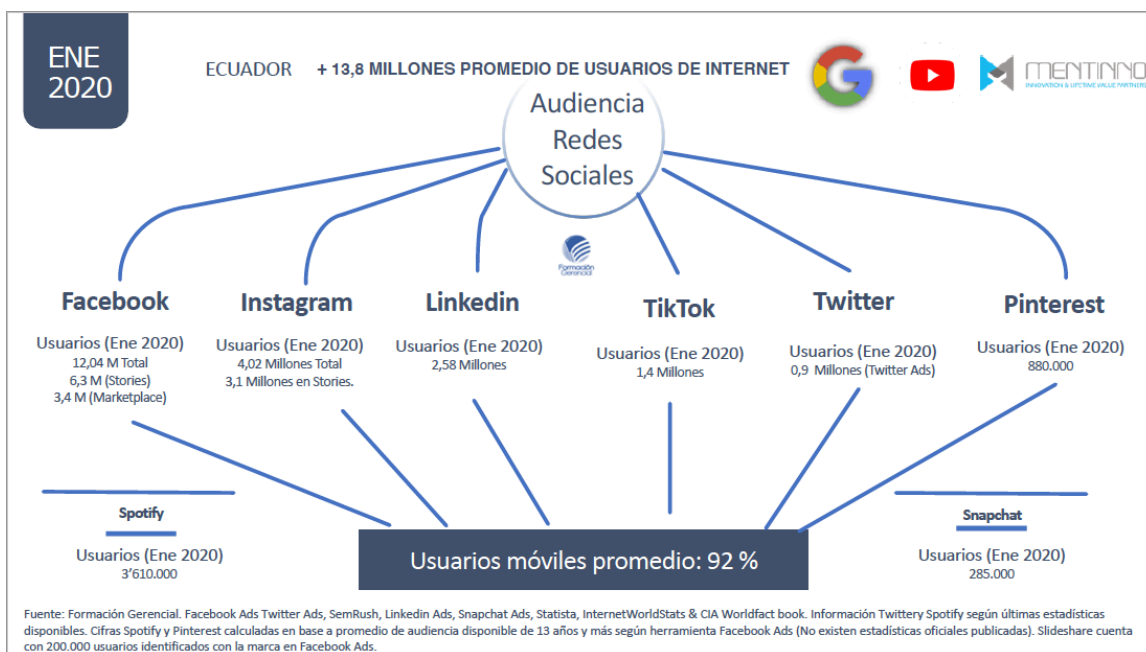 ENE
2020
ECUADOR + 13,8 MILLONES PROMEDIO DE USUARIOS DE INTERNET
MENTINNO
INNOVATION & LIFETIME VALUE PARTNERS
Audiencia
Redes
Sociales
Formación
Gerencial
Facebook
Usuarios (Ene 2020)
12,04 M Total
6,3 M (Stories)
3,4 M (Marketplace)
Instagram
Usuarios (Ene 2020)
4,02 Millones Total
3,1 Millones en Stories.
Linkedin
Usuarios (Ene 2020)
2,58 Millones
TikTok
Usuarios (Ene 2020)
1,4 Millones
Twitter
Usuarios (Ene 2020)
0,9 Millones (Twitter Ads)
Pinterest
Usuarios (Ene 2020)
880.000
Spotify
Usuarios (Ene 2020)
3'610.000
Usuarios móviles promedio: 92 %
Snapchat
Usuarios (Ene 2020)
285.000
Fuente: Formación Gerencial. Facebook Ads Twitter Ads, SemRush, Linkedin Ads, Snapchat Ads, Statista, InternetWorldStats & CIA Worldfact book. Información Twittery Spotify según últimas estadísticas
disponibles. Cifras Spotify y Pinterest calculadas en base a promedio de audiencia disponible de 13 años y más según herramienta Facebook Ads (No existen estadísticas oficiales publicadas). Slideshare cuenta
con 200.000 usuarios identificados con la marca en Facebook Ads.